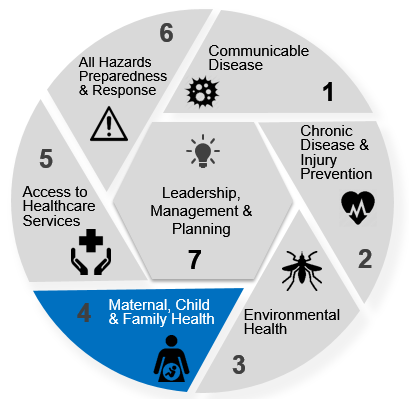 Communicable
Disease
1
Chronic
Disease &
Injury
Prevention
2
Environmental
Health
3
4
Maternal, Child
& Family Health
5
Access to
Healthcare
Services
6
All Hazards
Preparedness
& Response
Leadership,
Management &
Planning
7